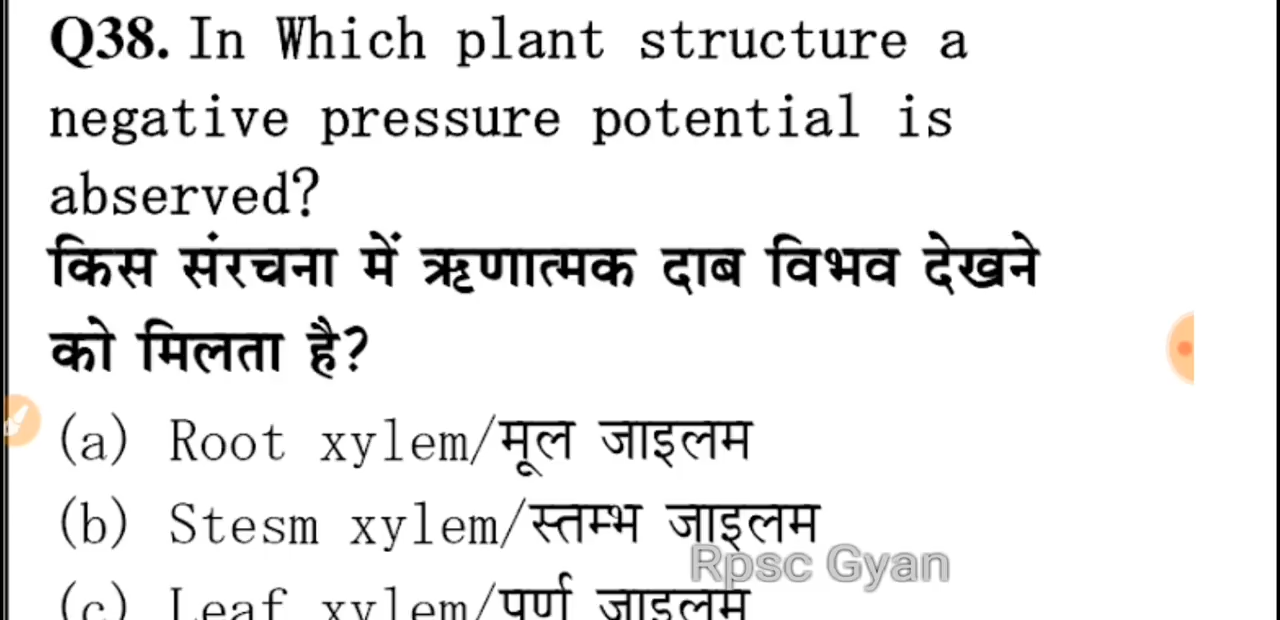 Q38. In Which plant structure a
negative pressure potential is
abserved?
किस संरचना में ऋणात्मक दाब विभव देखने
को मिलता है?
(a) Root xylem/मूल जाइलम
(b) Stesm xylem/स्तम्भ जाइलम
Rpsc Gyan
(c) Leaf xylem/पर्ण जाइलम